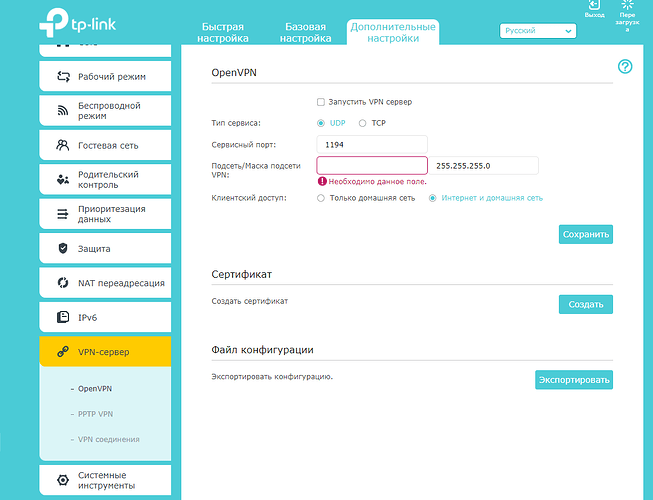 tp-link
Быстрая
настройка
Базовая
настройка
Дополнительные
настройки
Русский
Выход
Пере
загрузк
а
Рабочий режим
Беспроводной
режим
Гостевая сеть
Родительский
контроль
Приоритезация
данных
Защита
NAT переадресация
IPv6
VPN-сервер
– OpenVPN
– PPTP VPN
– VPN соединения
Системные
инструменты
OpenVPN
?
Запустить VPN сервер
Тип сервиса:
UDP
TCP
Сервисный порт:
1194
Подсеть/Маска подсети
VPN:
255.255.255.0
Необходимо данное поле.
Клиентский доступ:
Только домашняя сеть
Интернет и домашняя сеть
Сохранить
Сертификат
Создать сертификат
Создать
Файл конфигурации
Экспортировать конфигурацию.
Экспортировать